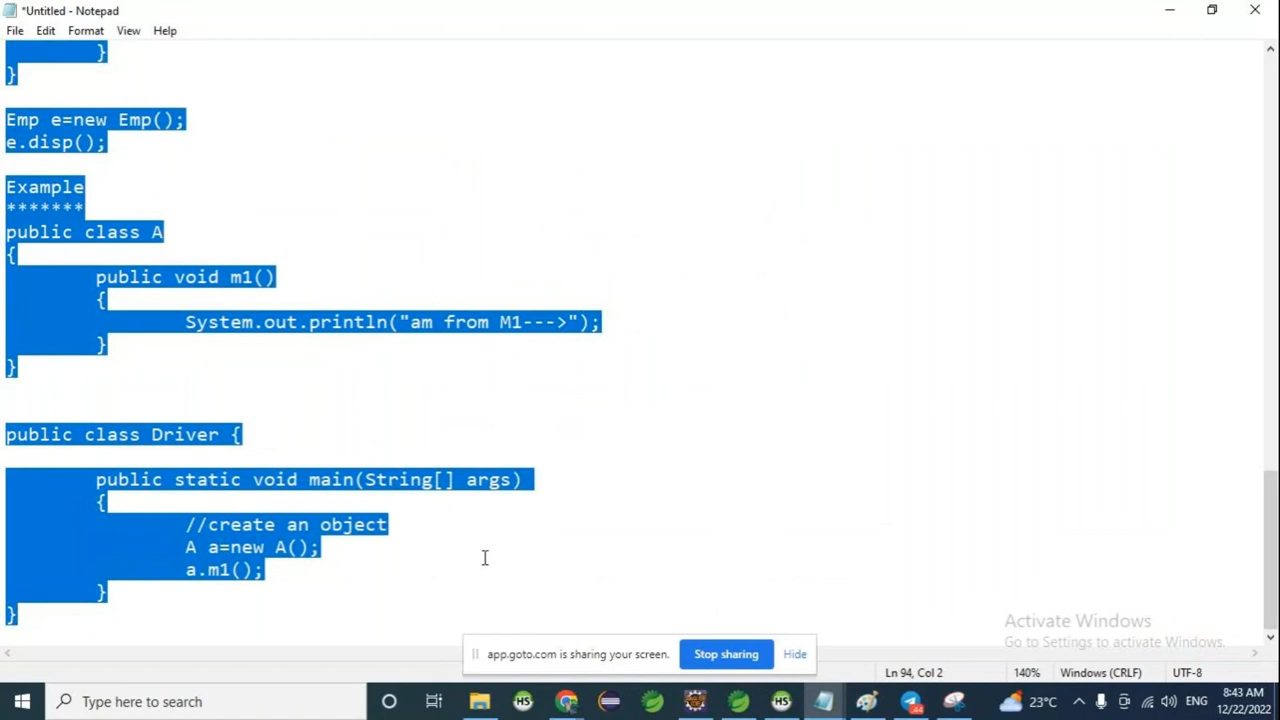 *Untitled - Notepad
File Edit Format View Help
}
}
Emp e=new Emp();
e.disp();
Example
*******
public class A
{
public void m1()
{
System.out.println("am from M1--->");
}
}
public class Driver {
public static void main(String[] args)
{
//create an object
A a=new A();
a.m1();
}
}
Activate Windows
Go to Settings to activate Windows.
app.goto.com is sharing your screen. Stop sharing Hide
Ln 94, Col 2 140% Windows (CRLF) UTF-8
Type here to search HS HS 23°C ENG 8:43 AM
12/22/2022